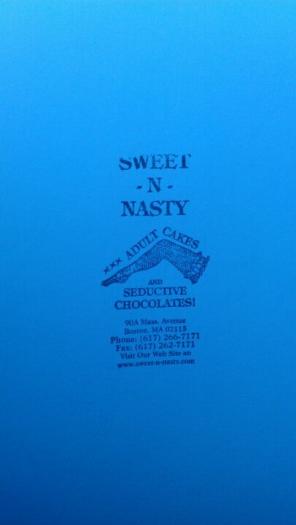 SWEET
- N -
NASTY
XXX ADULT CAKES
AND
SEDUCTIVE
CHOCOLATES!
90A Mass. Avenue
Boston, MA 02115
Phone: (617) 266-7171
Fax: (617) 262-7171
Visit Our Web Site an
www.sweet-n-nasty.com